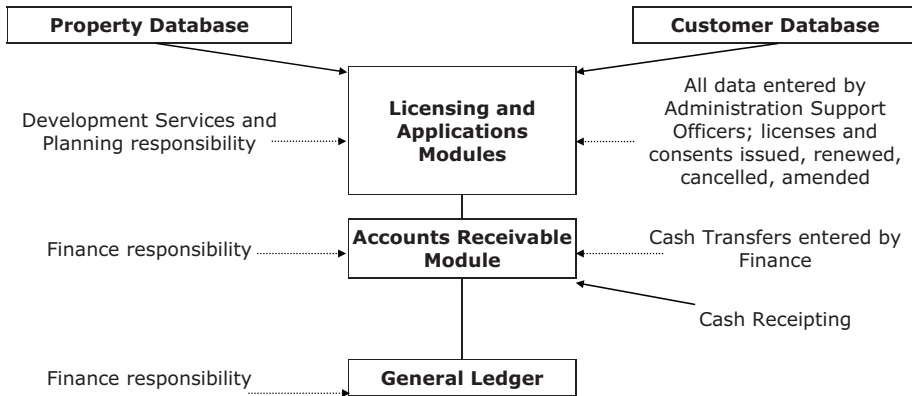 Property Database
Customer Database
Licensing and
Applications
Modules
Development Services and
Planning responsibility
All data entered by
Administration Support
Officers; licenses and
consents issued, renewed,
cancelled, amended
Finance responsibility
Accounts Receivable
Module
Cash Transfers entered by
Finance
Cash Receipting
Finance responsibility
General Ledger